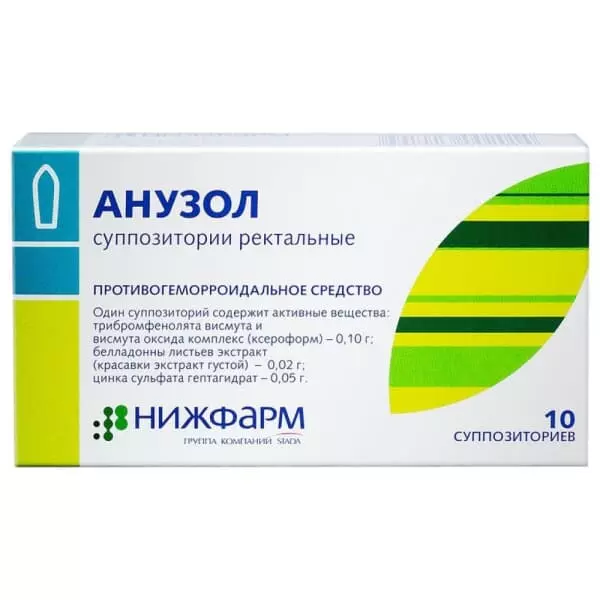 АНУЗОЛ
суппозитории ректальные
ПРОТИВОГЕМОРРОИДАЛЬНОЕ СРЕДСТВО
Один суппозиторий содержит активные вещества:
трибромфенолята висмута и
висмута оксида комплекс (ксероформ) – 0,10 г;
белладонны листьев экстракт
(красавки экстракт густой) – 0,02 г;
цинка сульфата гептагидрат – 0,05 г.
НИЖФАРМ
ГРУППА КОМПАНИЙ STADA
10
СУППОЗИТОРИЕВ